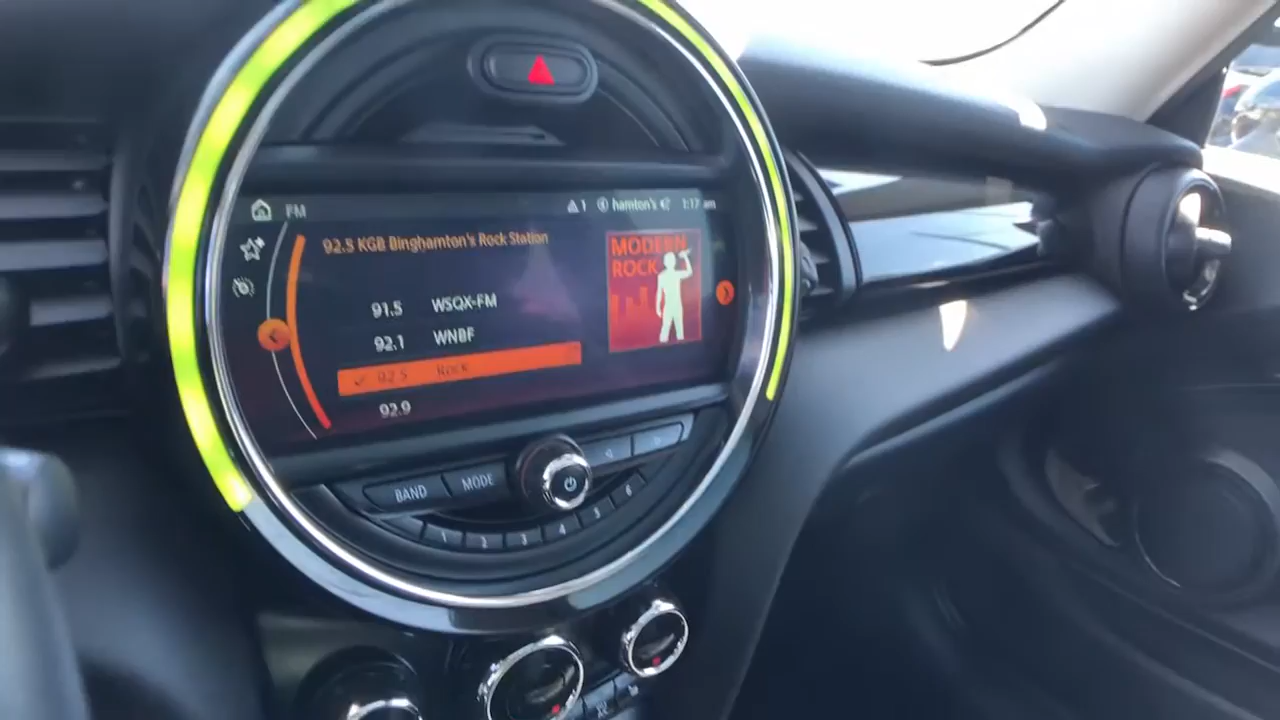 FM
1 hamton's 1:17 am
92.5 KGB Binghamton's Rock Station
MODERN
ROCK
91.5 WSQX-FM
92.1 WNBF
92.5 Rock
92.9
BAND MODE
1 2 3 4 5 6